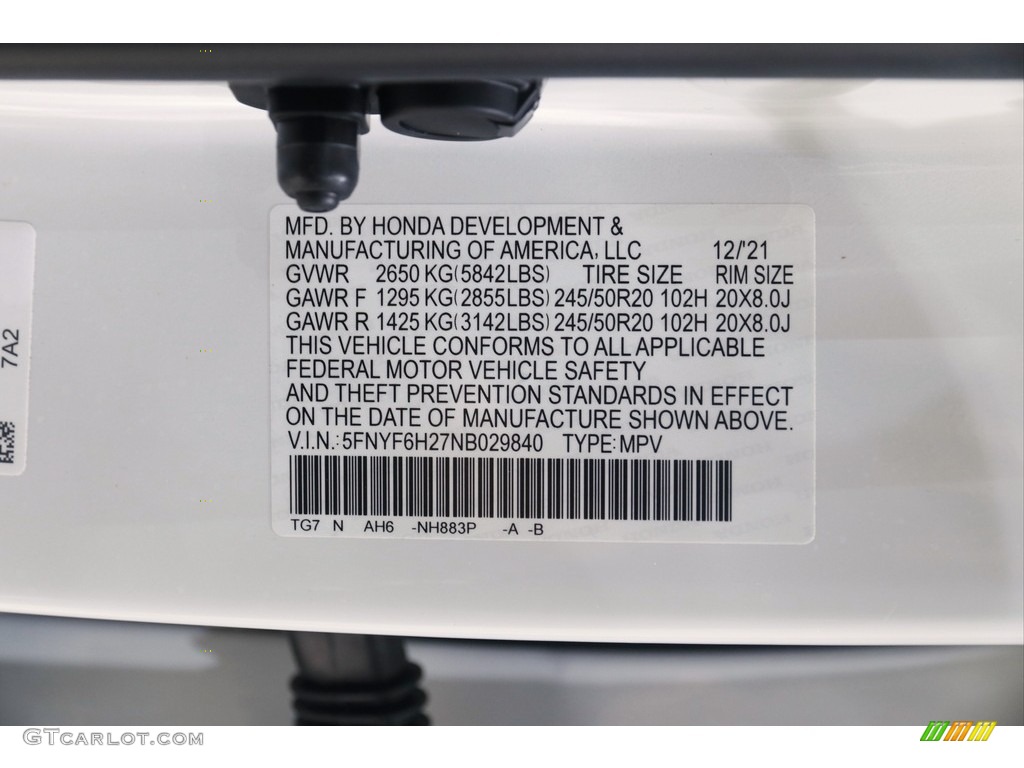 MFD. BY HONDA DEVELOPMENT &
MANUFACTURING OF AMERICA, LLC 12/'21
GVWR 2650 KG(5842LBS) TIRE SIZE RIM SIZE
GAWR F 1295 KG(2855LBS) 245/50R20 102H 20X8.0J
GAWR R 1425 KG(3142LBS) 245/50R20 102H 20X8.0J
THIS VEHICLE CONFORMS TO ALL APPLICABLE
FEDERAL MOTOR VEHICLE SAFETY
AND THEFT PREVENTION STANDARDS IN EFFECT
ON THE DATE OF MANUFACTURE SHOWN ABOVE.
V.I.N.: 5FNYF6H27NB029840 TYPE: MPV
TG7 N AH6 -NH883P -A -B
7A2
GTCARLOT.COM